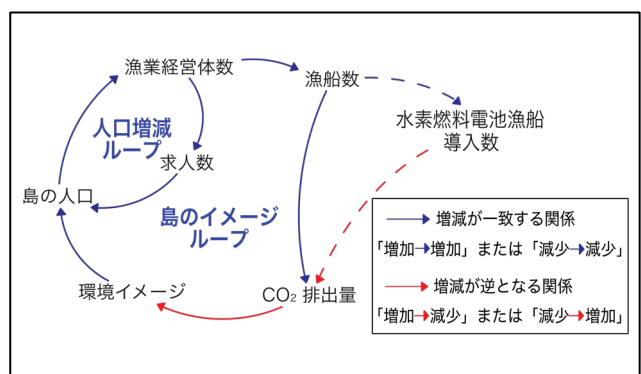 漁業経営体数
漁船数
水素燃料電池漁船
導入数
人口増減
ループ
求人数
島の人口
島のイメージ
ループ
環境イメージ
CO₂ 排出量
→ 増減が一致する関係
「増加→増加」または「減少→減少」
→ 増減が逆となる関係
「増加→減少」または「減少→増加」